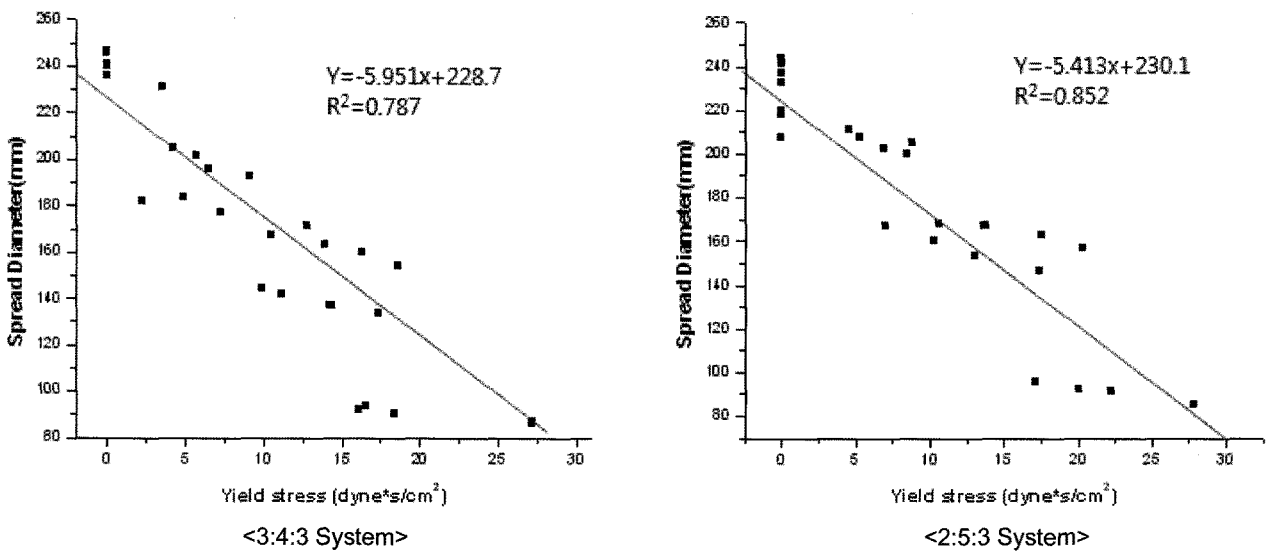 260
240
220
200
180
160
140
120
100
80
Spread Diameter(mm)
Y=-5.951x+228.7
R²=0.787
0 5 10 15 20 25 30
Yield stress (dyne*s/cm²)
<3:4:3 System>
260
240
220
200
180
160
140
120
100
80
Spread Diameter(mm)
Y=-5.413x+230.1
R²=0.852
0 5 10 15 20 25 30
Yield stress (dyne*s/cm²)
<2:5:3 System>